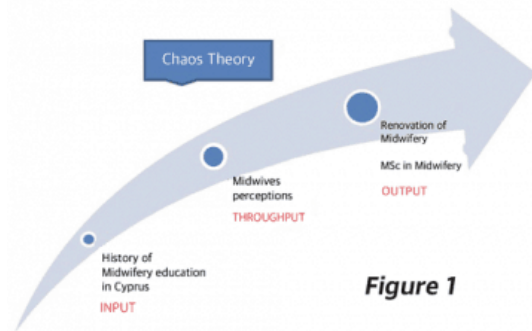 Chaos Theory
Renovation of
Midwifery
MSc in Midwifery
OUTPUT
Midwives
perceptions
THROUGHPUT
History of
Midwifery education
in Cyprus
INPUT
Figure 1